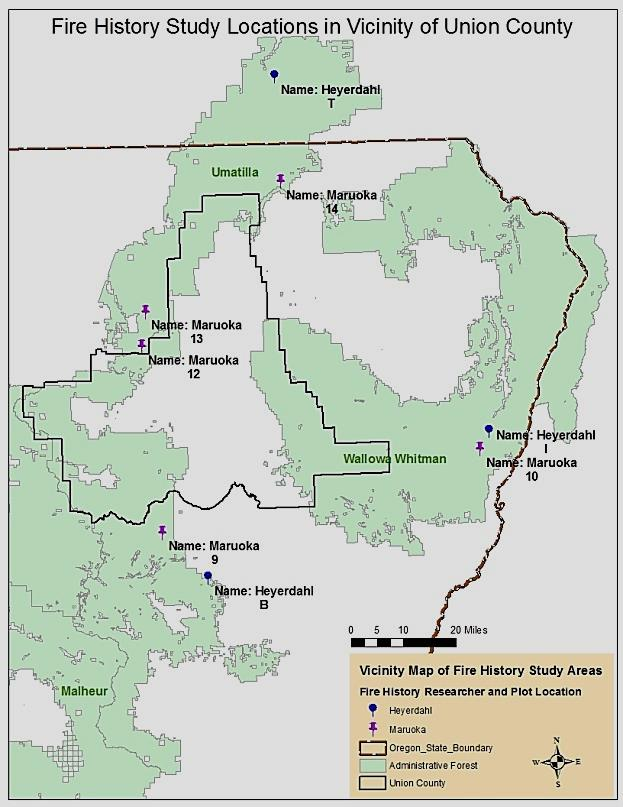 Fire History Study Locations in Vicinity of Union County
Name: Heyerdahl
T
Umatilla
Name: Maruoka
14
Name: Maruoka
13
Name: Maruoka
12
Name: Heyerdahl
I
Wallowa Whitman
Name: Maruoka
10
Name: Maruoka
9
Name: Heyerdahl
B
0 5 10 20 Miles
Malheur
Vicinity Map of Fire History Study Areas
Fire History Researcher and Plot Location
Heyerdahl
Maruoka
Oregon_State_Boundary
Administrative Forest
Union County
N
W E
S